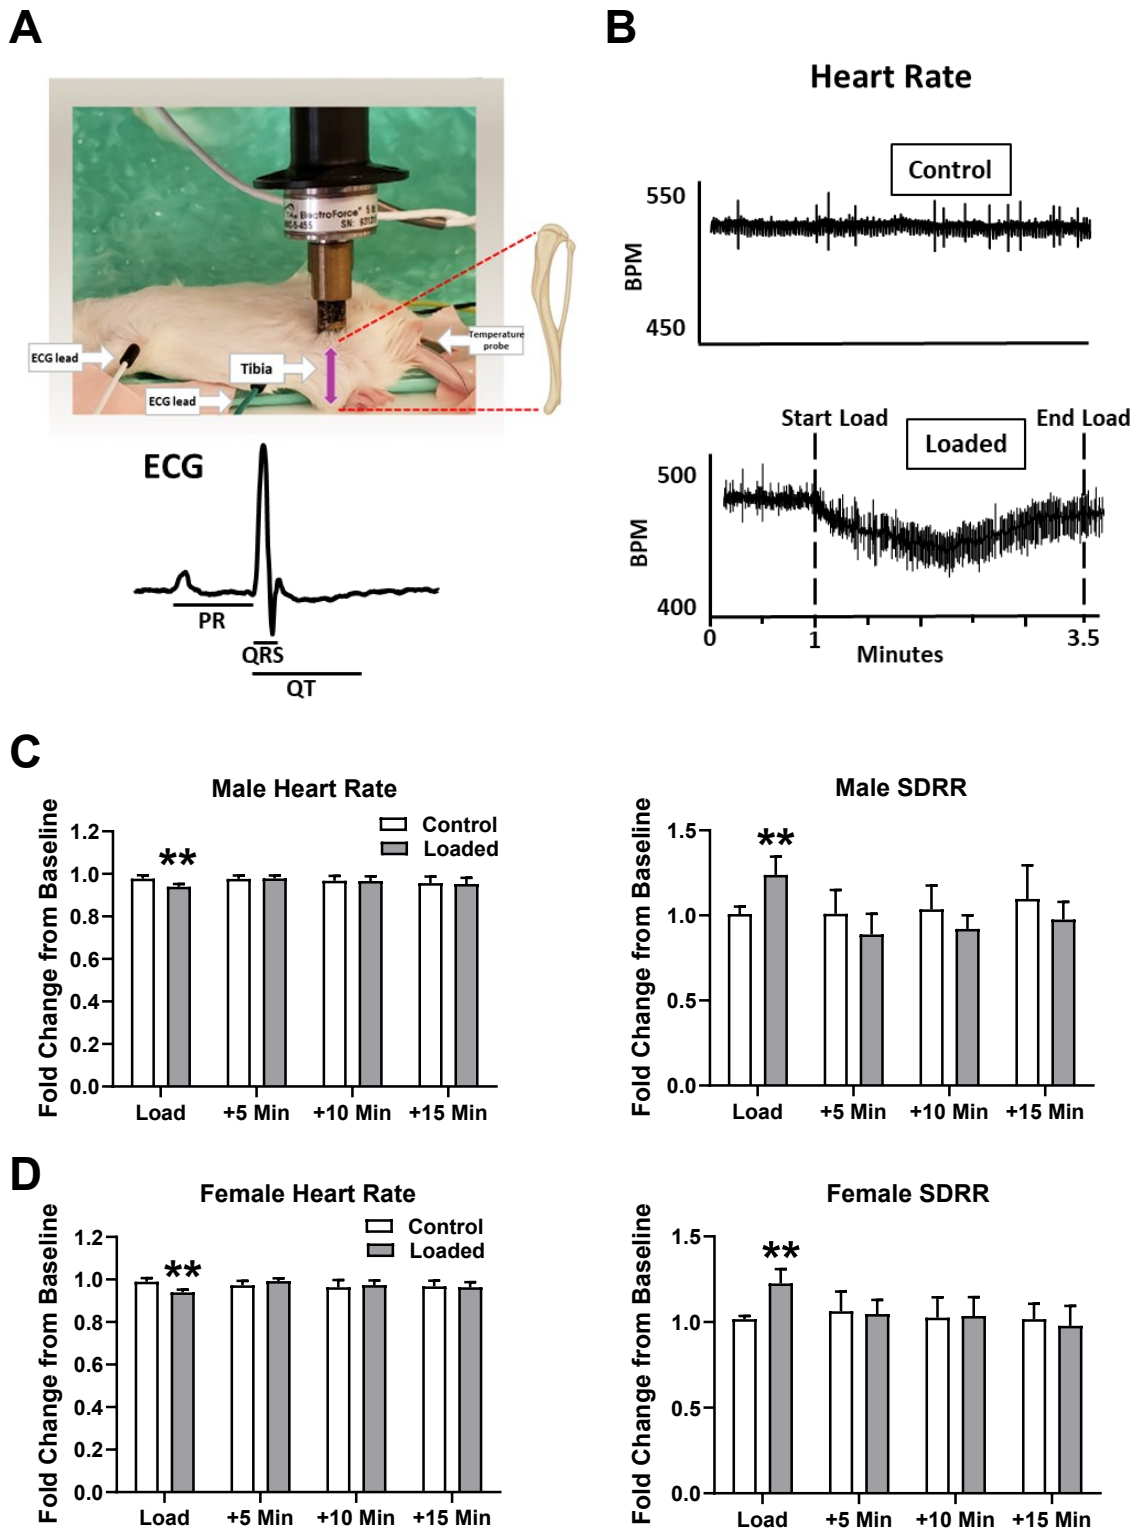 A
ElectroForce®
SN:
ECG lead
Tibia
ECG lead
Temperature
probe
ECG
PR
QRS
QT
B
Heart Rate
Control
550
BPM
450
Start Load
End Load
Loaded
500
BPM
400
0
1
3.5
Minutes
C
Male Heart Rate
Control
Loaded
Fold Change from Baseline
1.2
**
1.0
0.8
0.6
0.4
0.2
0.0
Load
+5 Min
+10 Min
+15 Min
Male SDRR
Fold Change from Baseline
1.5
**
1.0
0.5
0.0
Load
+5 Min
+10 Min
+15 Min
D
Female Heart Rate
Control
Loaded
Fold Change from Baseline
1.2
**
1.0
0.8
0.6
0.4
0.2
0.0
Load
+5 Min
+10 Min
+15 Min
Female SDRR
Fold Change from Baseline
1.5
**
1.0
0.5
0.0
Load
+5 Min
+10 Min
+15 Min